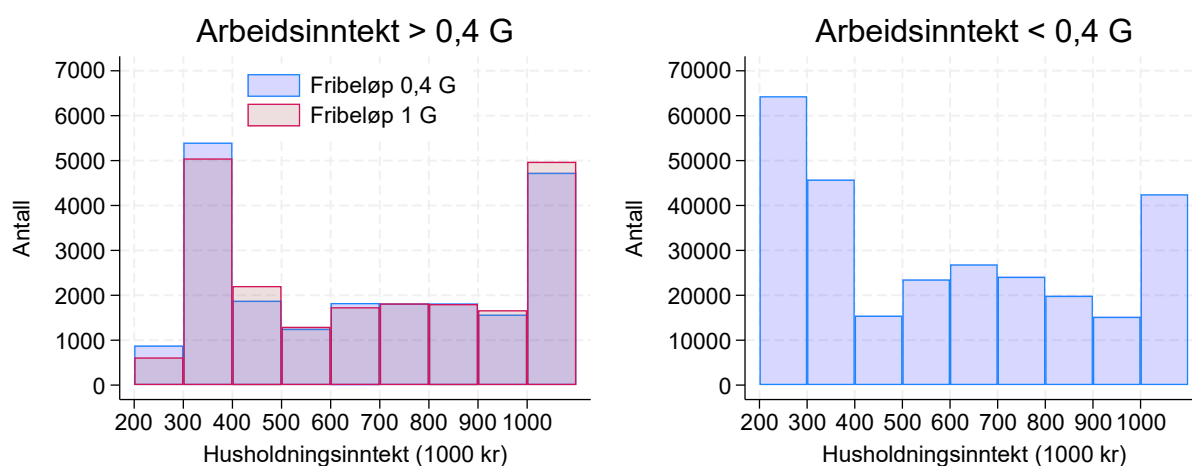 Arbeidsinntekt > 0,4 G
7000
6000
5000
4000
3000
2000
1000
0
Antall
Fribeløp 0,4 G
Fribeløp 1 G
200 300 400 500 600 700 800 900 1000
Husholdningsinntekt (1000 kr)
Arbeidsinntekt < 0,4 G
70000
60000
50000
40000
30000
20000
10000
0
Antall
200 300 400 500 600 700 800 900 1000
Husholdningsinntekt (1000 kr)